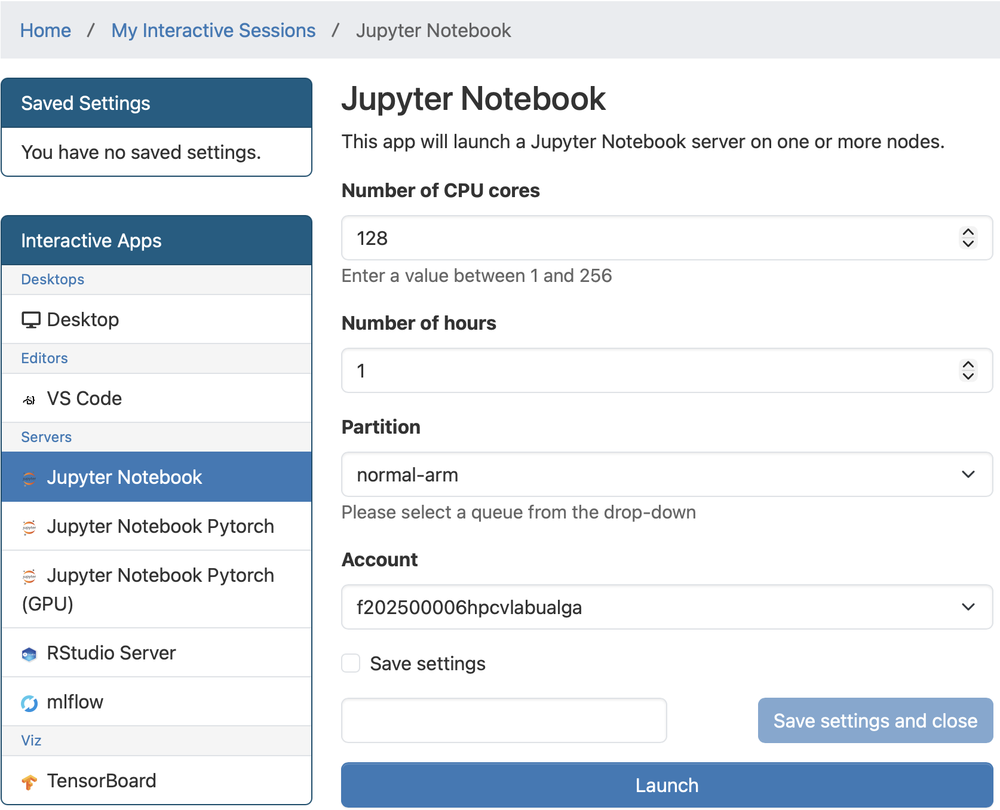 Home / My Interactive Sessions / Jupyter Notebook
Saved Settings
You have no saved settings.
Interactive Apps
Desktops
Desktop
Editors
VS Code
Servers
Jupyter Notebook
Jupyter Notebook Pytorch
Jupyter Notebook Pytorch
(GPU)
RStudio Server
mlflow
Viz
TensorBoard
Jupyter Notebook
This app will launch a Jupyter Notebook server on one or more nodes.
Number of CPU cores
128
Enter a value between 1 and 256
Number of hours
1
Partition
normal-arm
Please select a queue from the drop-down
Account
f202500006hpcvlabualga
Save settings
Save settings and close
Launch